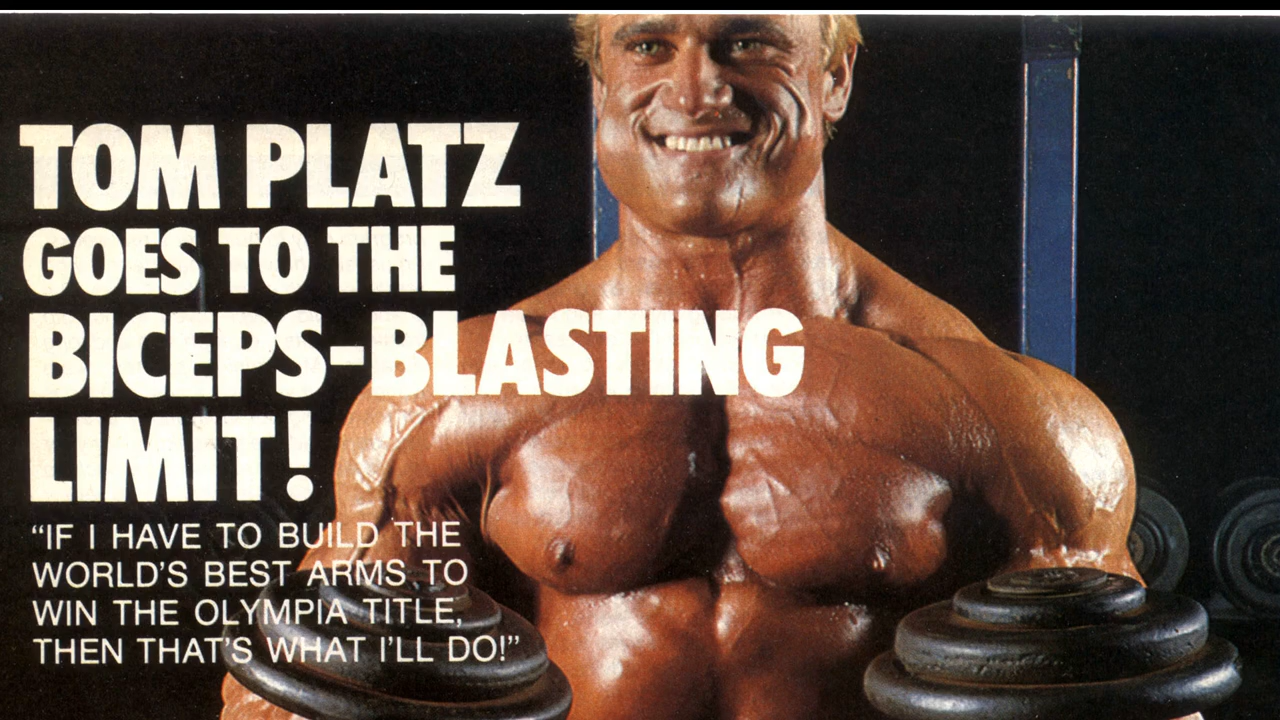 TOM PLATZ
GOES TO THE
BICEPS-BLASTING
LIMIT!
“IF I HAVE TO BUILD THE
WORLD’S BEST ARMS TO
WIN THE OLYMPIA TITLE,
THEN THAT’S WHAT I’LL DO!”